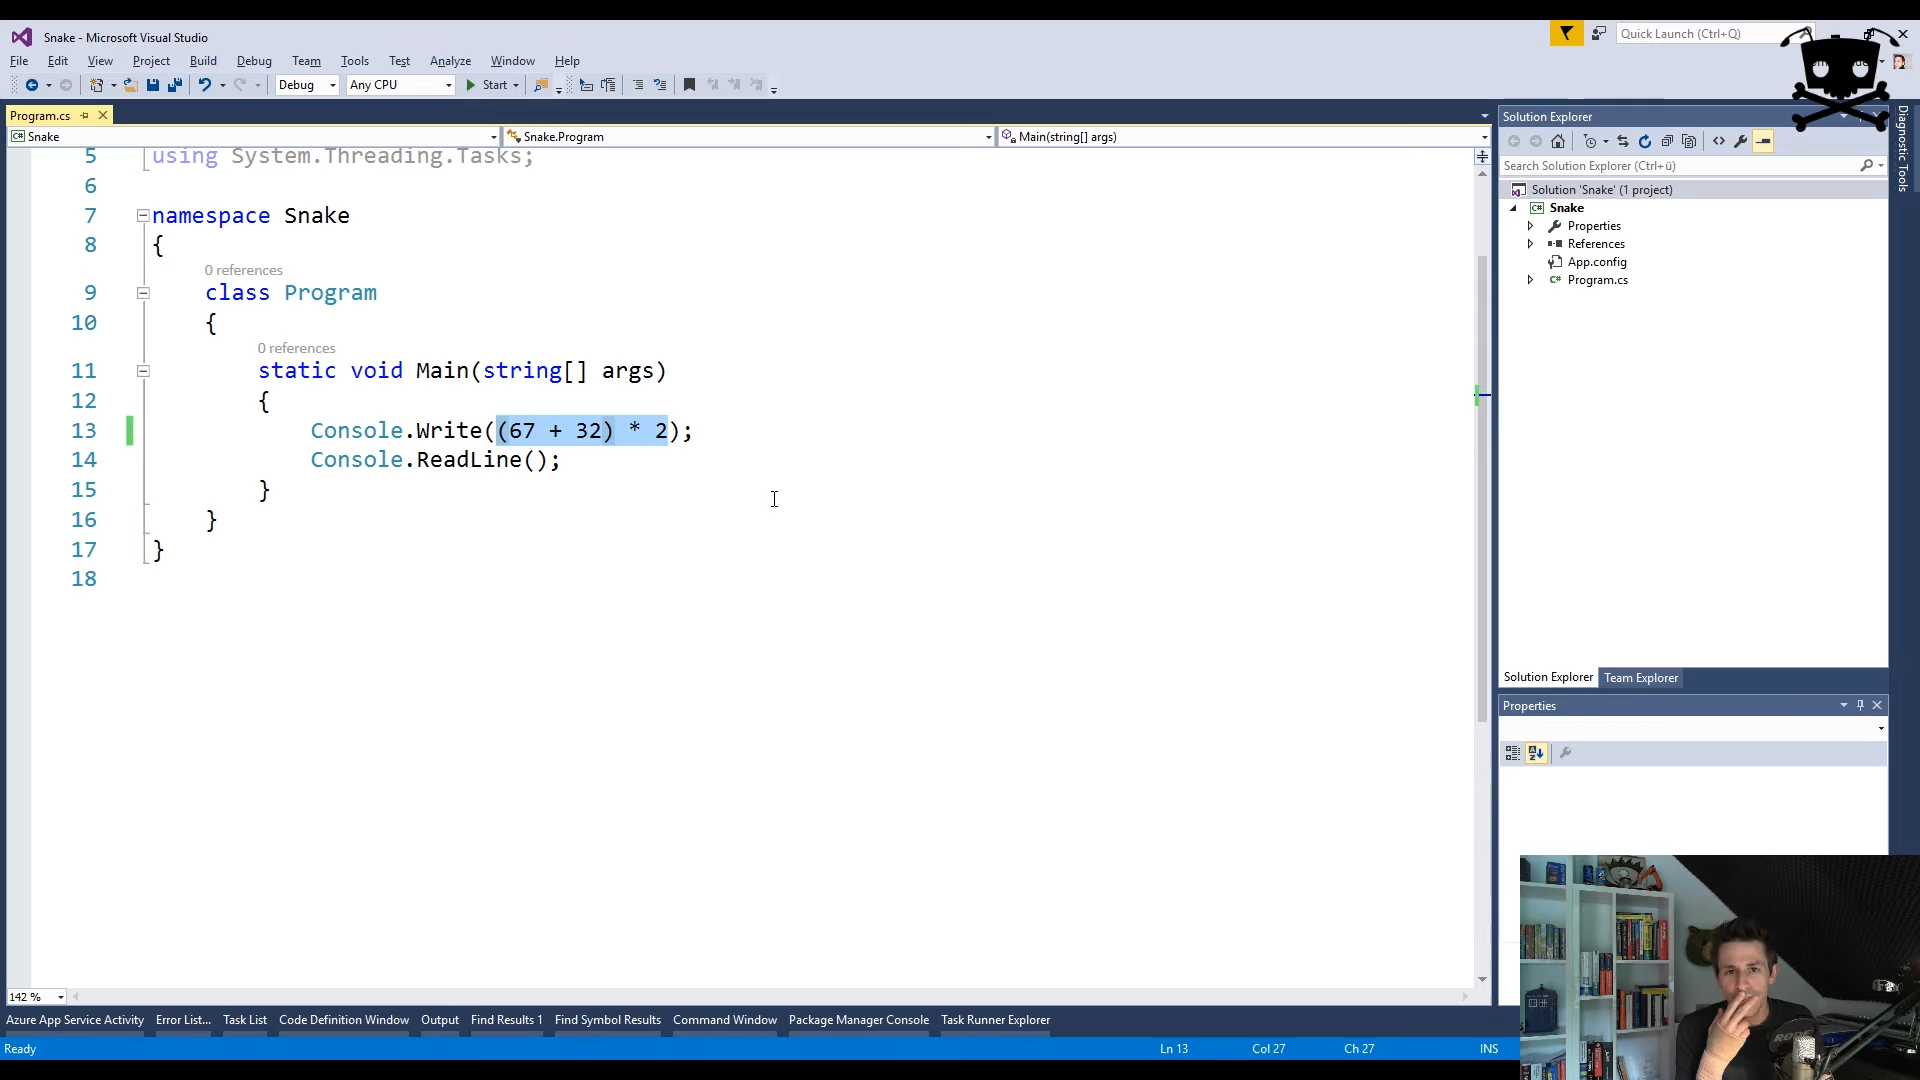 Snake - Microsoft Visual Studio
Quick Launch (Ctrl+Q)
File Edit View Project Build Debug Team Tools Test Analyze Window Help
Debug Any CPU Start
Program.cs
Snake Snake.Program Main(string[] args)
5 using System.Threading.Tasks;
6
7 namespace Snake
8 {
0 references
9 class Program
10 {
0 references
11 static void Main(string[] args)
12 {
13 Console.Write((67 + 32) * 2);
14 Console.ReadLine();
15 }
16 }
17 }
18
142 %
Solution Explorer
Search Solution Explorer (Ctrl+ü)
Solution 'Snake' (1 project)
Snake
Properties
References
App.config
Program.cs
Solution Explorer Team Explorer
Properties
Diagnostic Tools
Azure App Service Activity Error List... Task List Code Definition Window Output Find Results 1 Find Symbol Results Command Window Package Manager Console Task Runner Explorer
Ready Ln 13 Col 27 Ch 27 INS
RODE